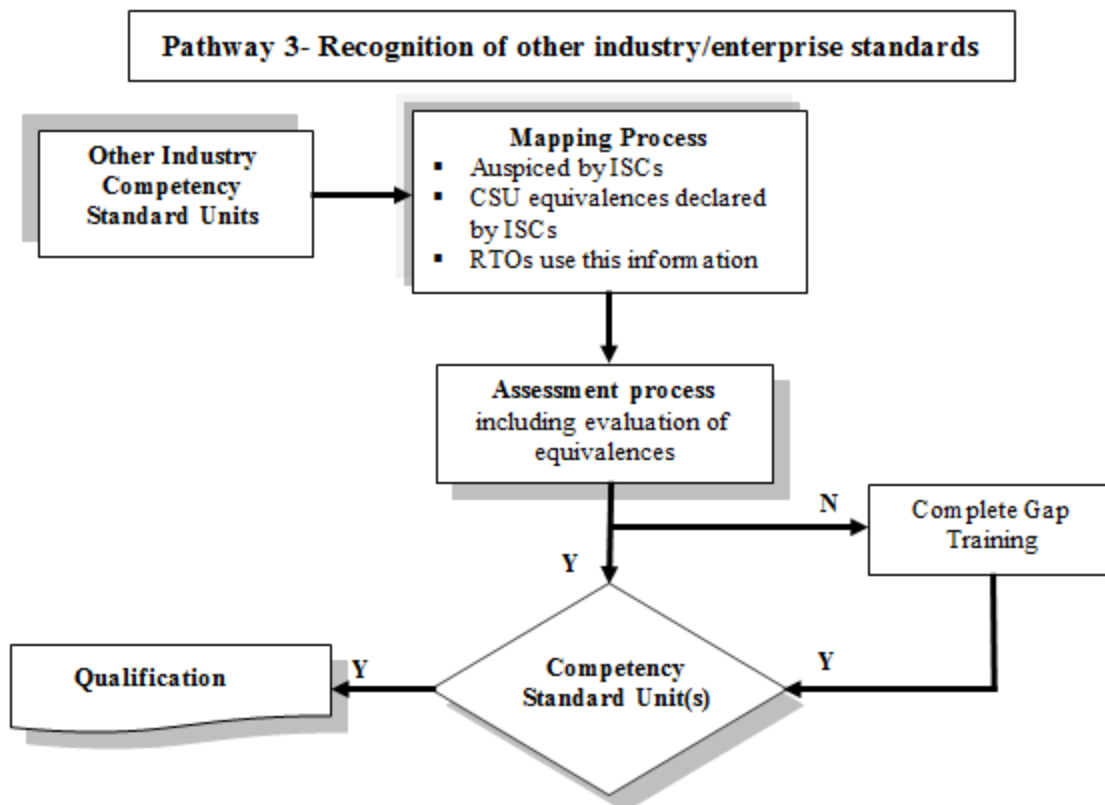 Pathway 3- Recognition of other industry/enterprise standards
Other Industry
Competency
Standard Units
Mapping Process
▪ Auspiced by ISCs
▪ CSU equivalences declared
by ISCs
▪ RTOs use this information
Assessment process
including evaluation of
equivalences
N
Complete Gap
Training
Y
Competency
Standard Unit(s)
Y
Y
Qualification